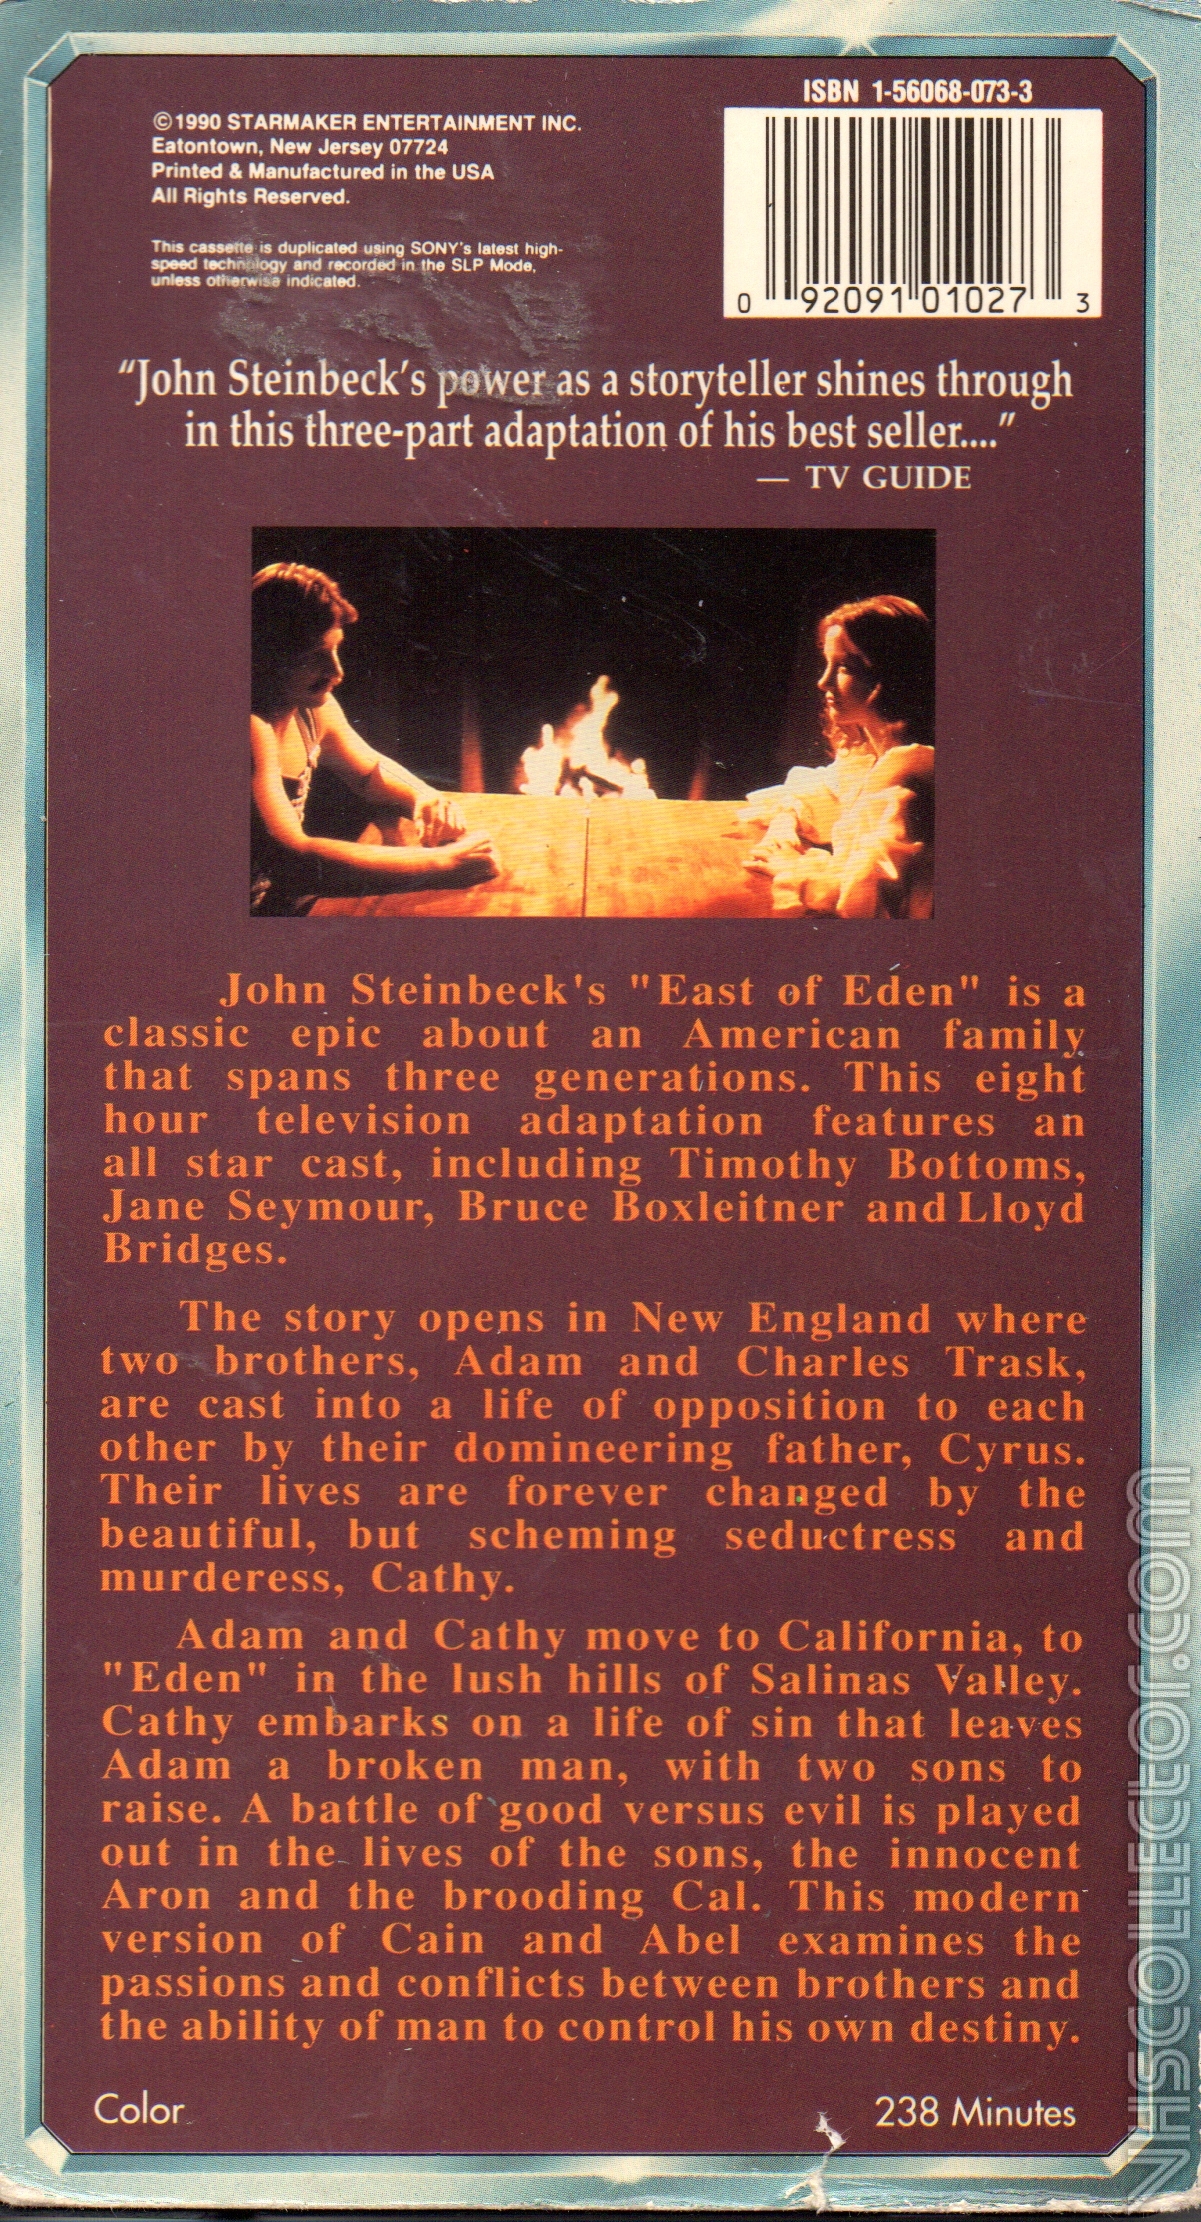 ISBN 1-56068-073-3
©1990 STARMAKER ENTERTAINMENT INC.
Eatontown, New Jersey 07724
Printed & Manufactured in the USA
All Rights Reserved.
This cassette is duplicated using SONY's latest high-
speed technology and recorded in the SLP Mode,
unless otherwise indicated.
0 92091 01027 3
“John Steinbeck’s power as a storyteller shines through
in this three-part adaptation of his best seller....”
— TV GUIDE
John Steinbeck's "East of Eden" is a
classic epic about an American family
that spans three generations. This eight
hour television adaptation features an
all star cast, including Timothy Bottoms,
Jane Seymour, Bruce Boxleitner and Lloyd
Bridges.
The story opens in New England where
two brothers, Adam and Charles Trask,
are cast into a life of opposition to each
other by their domineering father, Cyrus.
Their lives are forever changed by the
beautiful, but scheming seductress and
murderess, Cathy.
Adam and Cathy move to California, to
"Eden" in the lush hills of Salinas Valley.
Cathy embarks on a life of sin that leaves
Adam a broken man, with two sons to
raise. A battle of good versus evil is played
out in the lives of the sons, the innocent
Aron and the brooding Cal. This modern
version of Cain and Abel examines the
passions and conflicts between brothers and
the ability of man to control his own destiny.
Color
238 Minutes
VHSCOLLECTOR.COM